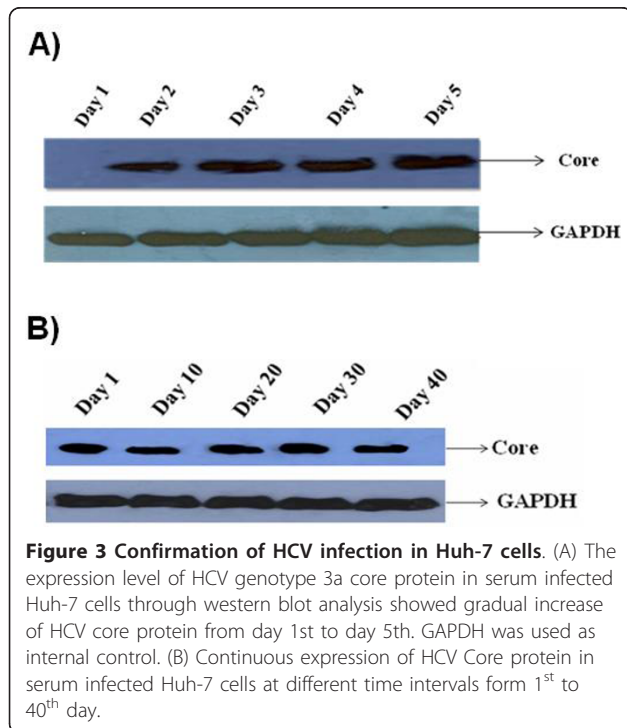 A)
Day 1 Day 2 Day 3 Day 4 Day 5
Core
GAPDH
B)
Day 1 Day 10 Day 20 Day 30 Day 40
Core
GAPDH
Figure 3 Confirmation of HCV infection in Huh-7 cells. (A) The
expression level of HCV genotype 3a core protein in serum infected
Huh-7 cells through western blot analysis showed gradual increase
of HCV core protein from day 1st to day 5th. GAPDH was used as
internal control. (B) Continuous expression of HCV Core protein in
serum infected Huh-7 cells at different time intervals form 1st to
40th day.